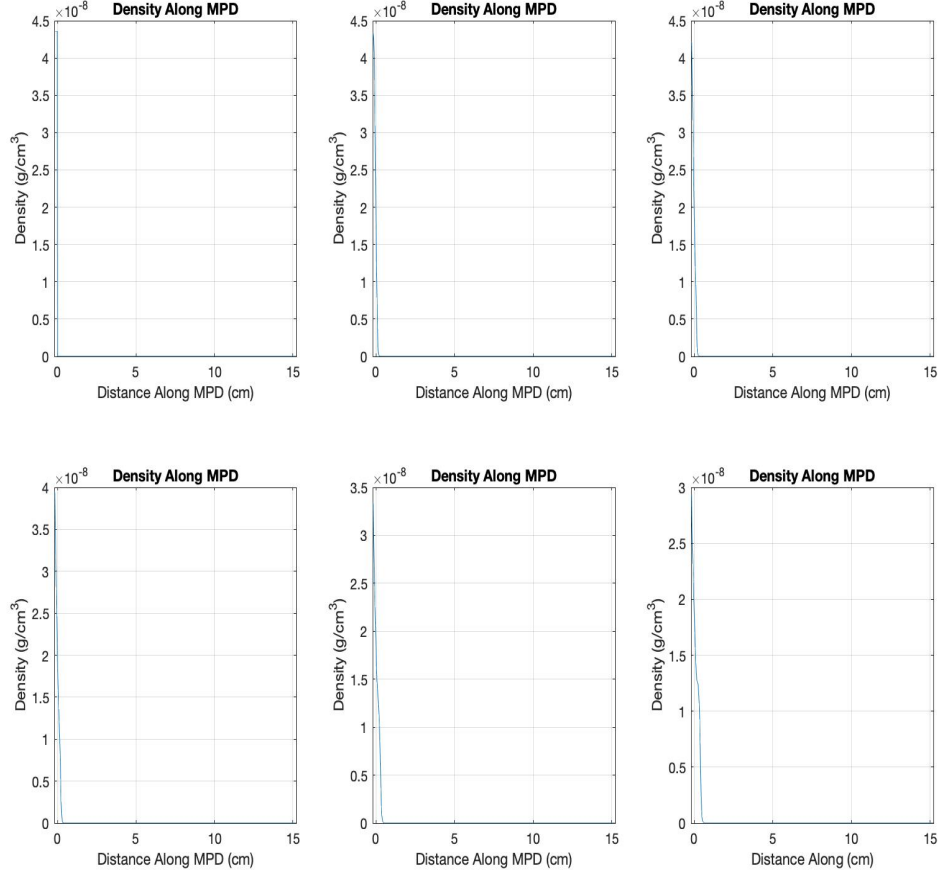 ×10⁻⁸ Density Along MPD
4.5
4
3.5
3
2.5
2
1.5
1
0.5
0
Density (g/cm³)
0 5 10 15
Distance Along MPD (cm)
×10⁻⁸ Density Along MPD
4.5
4
3.5
3
2.5
2
1.5
1
0.5
0
Density (g/cm³)
0 5 10 15
Distance Along MPD (cm)
×10⁻⁸ Density Along MPD
4.5
4
3.5
3
2.5
2
1.5
1
0.5
0
Density (g/cm³)
0 5 10 15
Distance Along MPD (cm)
×10⁻⁸ Density Along MPD
4
3.5
3
2.5
2
1.5
1
0.5
0
Density (g/cm³)
0 5 10 15
Distance Along MPD (cm)
×10⁻⁸ Density Along MPD
3.5
3
2.5
2
1.5
1
0.5
0
Density (g/cm³)
0 5 10 15
Distance Along MPD (cm)
×10⁻⁸ Density Along MPD
3
2.5
2
1.5
1
0.5
0
Density (g/cm³)
0 5 10 15
Distance Along (cm)